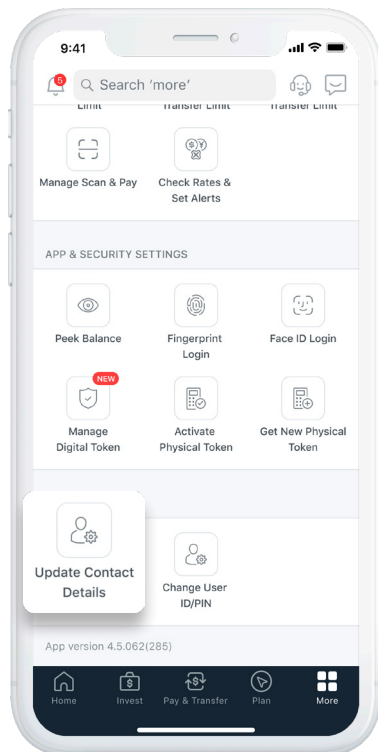 9:41
5
Search ‘more’
Limit
Transfer Limit
Transfer Limit
Manage Scan & Pay
Check Rates &
Set Alerts
APP & SECURITY SETTINGS
Peek Balance
Fingerprint
Login
Face ID Login
NEW
Manage
Digital Token
Activate
Physical Token
Get New Physical
Token
Update Contact
Details
Change User
ID/PIN
App version 4.5.062(285)
Home
Invest
Pay & Transfer
Plan
More